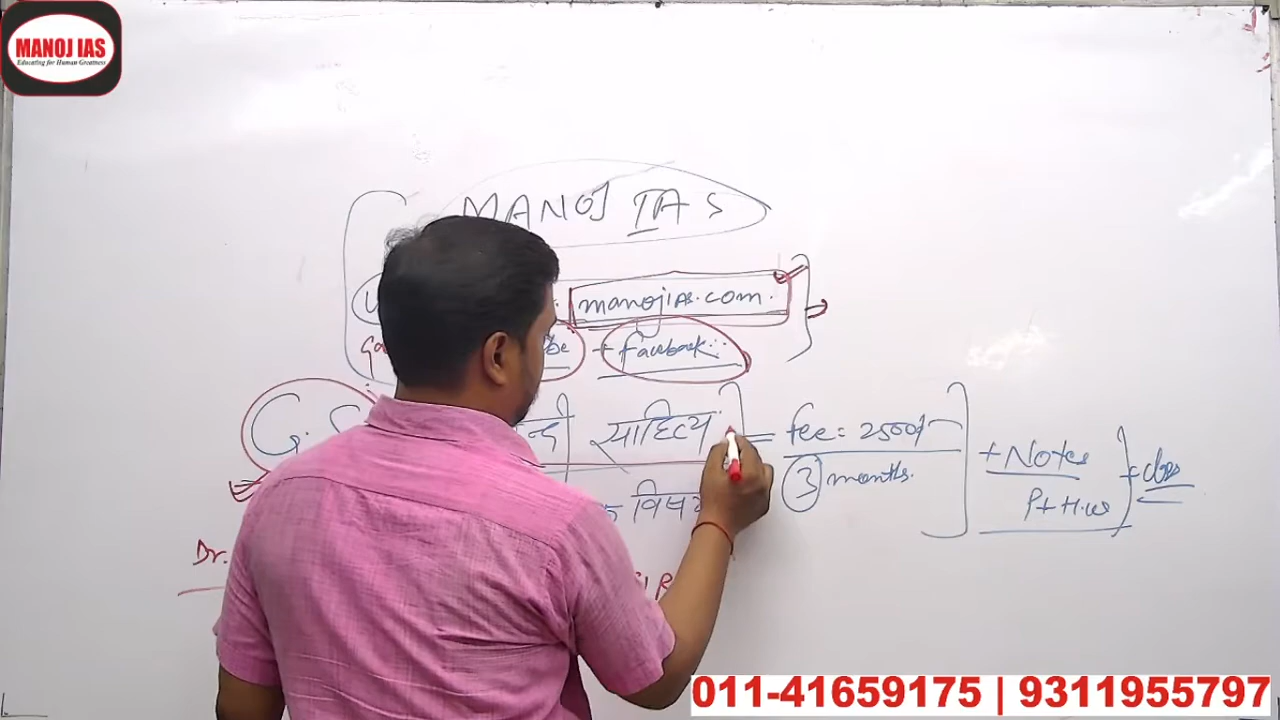 MANOJ IAS
Educating for Human Greatness
MANOJ IAS
manojIAS.com.
+ facebook
G.S साहित्य = fee: 2500/-
3 months.
+ Notes
P + H.w
+ class
विषय
Dr.
011-41659175 | 9311955797